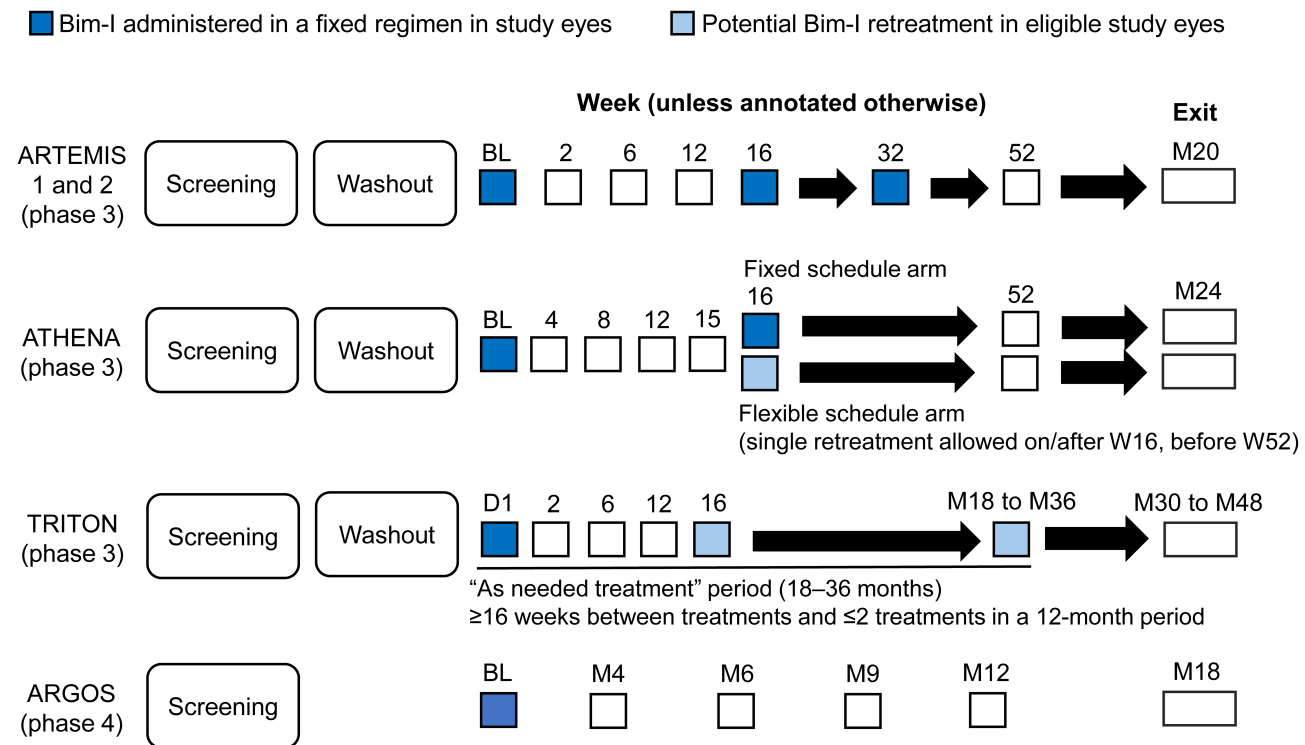 Bim-I administered in a fixed regimen in study eyes
Potential Bim-I retreatment in eligible study eyes
Week (unless annotated otherwise)
Exit
ARTEMIS
1 and 2
(phase 3)
Screening
Washout
BL
2
6
12
16
32
52
M20
ATHENA
(phase 3)
Screening
Washout
BL
4
8
12
15
Fixed schedule arm
16
52
M24
Flexible schedule arm
(single retreatment allowed on/after W16, before W52)
TRITON
(phase 3)
Screening
Washout
D1
2
6
12
16
M18 to M36
M30 to M48
“As needed treatment” period (18–36 months)
≥16 weeks between treatments and ≤2 treatments in a 12-month period
ARGOS
(phase 4)
Screening
BL
M4
M6
M9
M12
M18